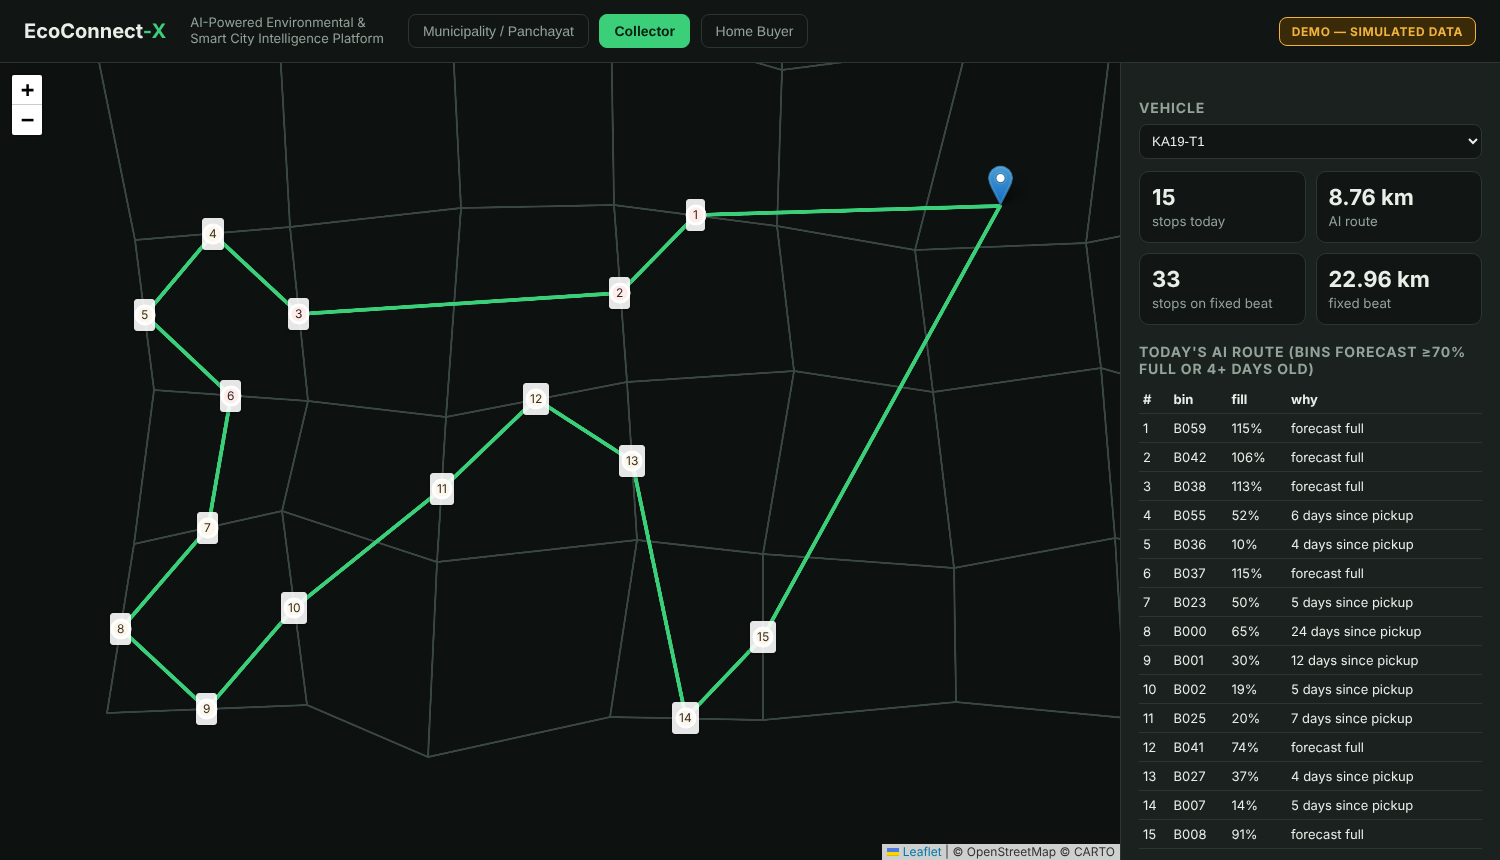 EcoConnect-X
AI-Powered Environmental &
Smart City Intelligence Platform
Municipality / Panchayat
Collector
Home Buyer
DEMO — SIMULATED DATA
+
−
1
2
3
4
5
6
7
8
9
10
11
12
13
14
15
Leaflet | © OpenStreetMap © CARTO
VEHICLE
KA19-T1
15
stops today
8.76 km
AI route
33
stops on fixed beat
22.96 km
fixed beat
TODAY'S AI ROUTE (BINS FORECAST ≥70%
FULL OR 4+ DAYS OLD)
# bin fill why
1 B059 115% forecast full
2 B042 106% forecast full
3 B038 113% forecast full
4 B055 52% 6 days since pickup
5 B036 10% 4 days since pickup
6 B037 115% forecast full
7 B023 50% 5 days since pickup
8 B000 65% 24 days since pickup
9 B001 30% 12 days since pickup
10 B002 19% 5 days since pickup
11 B025 20% 7 days since pickup
12 B041 74% forecast full
13 B027 37% 4 days since pickup
14 B007 14% 5 days since pickup
15 B008 91% forecast full